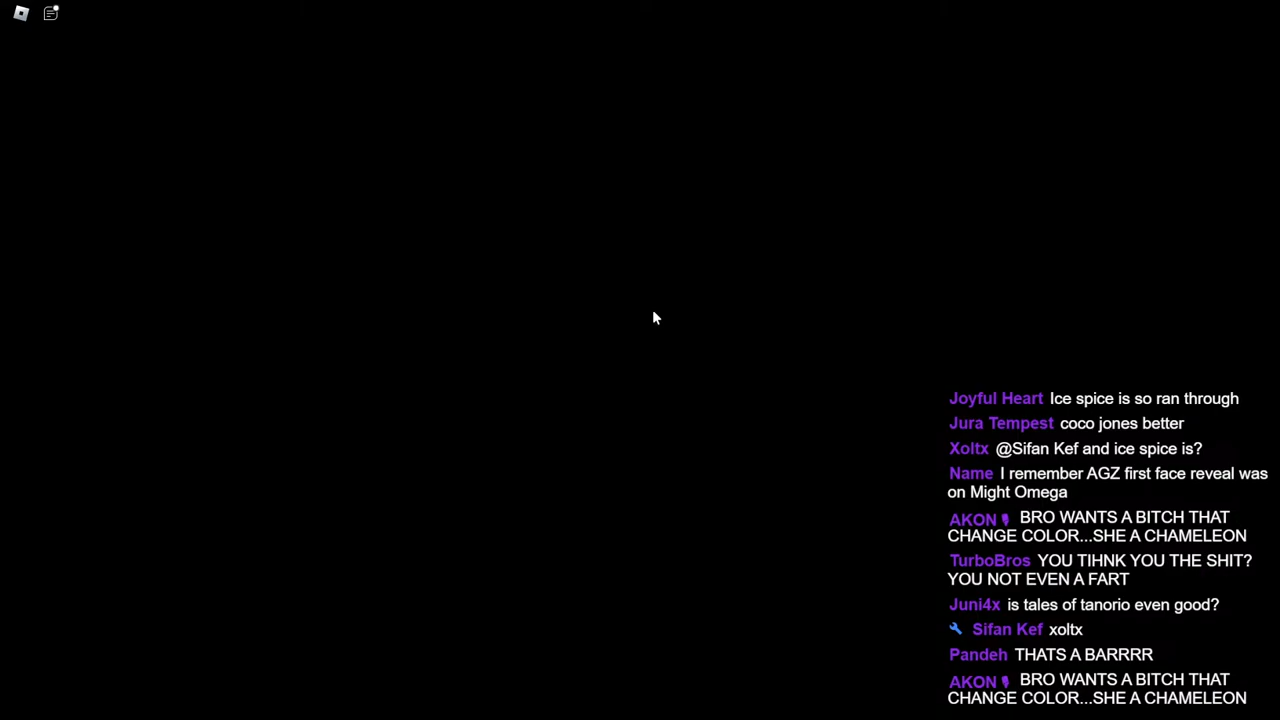 Joyful Heart Ice spice is so ran through
Jura Tempest coco jones better
Xoltx @Sifan Kef and ice spice is?
Name I remember AGZ first face reveal was
on Might Omega
AKON BRO WANTS A BITCH THAT
CHANGE COLOR...SHE A CHAMELEON
TurboBros YOU TIHNK YOU THE SHIT?
YOU NOT EVEN A FART
Juni4x is tales of tanorio even good?
Sifan Kef xoltx
Pandeh THATS A BARRRR
AKON BRO WANTS A BITCH THAT
CHANGE COLOR...SHE A CHAMELEON